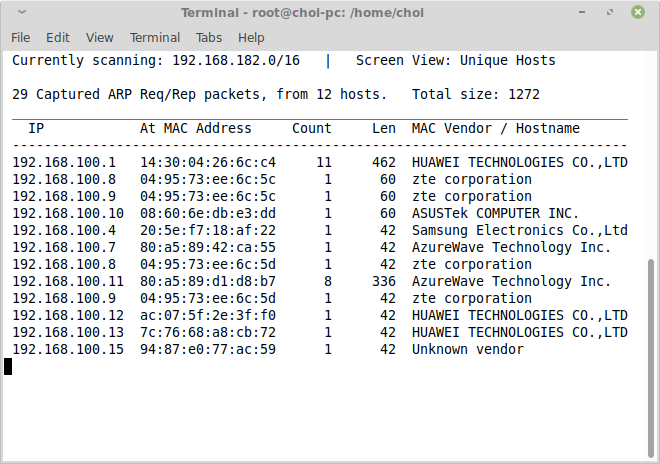 Terminal - root@choi-pc: /home/choi
File Edit View Terminal Tabs Help
Currently scanning: 192.168.182.0/16 | Screen View: Unique Hosts
29 Captured ARP Req/Rep packets, from 12 hosts. Total size: 1272
_____________________________________________________________________________
IP At MAC Address Count Len MAC Vendor / Hostname
-----------------------------------------------------------------------------
192.168.100.1 14:30:04:26:6c:c4 11 462 HUAWEI TECHNOLOGIES CO.,LTD
192.168.100.8 04:95:73:ee:6c:5c 1 60 zte corporation
192.168.100.9 04:95:73:ee:6c:5c 1 60 zte corporation
192.168.100.10 08:60:6e:db:e3:dd 1 60 ASUSTek COMPUTER INC.
192.168.100.4 20:5e:f7:18:af:22 1 42 Samsung Electronics Co.,Ltd
192.168.100.7 80:a5:89:42:ca:55 1 42 AzureWave Technology Inc.
192.168.100.8 04:95:73:ee:6c:5d 1 42 zte corporation
192.168.100.11 80:a5:89:d1:d8:b7 8 336 AzureWave Technology Inc.
192.168.100.9 04:95:73:ee:6c:5d 1 42 zte corporation
192.168.100.12 ac:07:5f:2e:3f:f0 1 42 HUAWEI TECHNOLOGIES CO.,LTD
192.168.100.13 7c:76:68:a8:cb:72 1 42 HUAWEI TECHNOLOGIES CO.,LTD
192.168.100.15 94:87:e0:77:ac:59 1 42 Unknown vendor